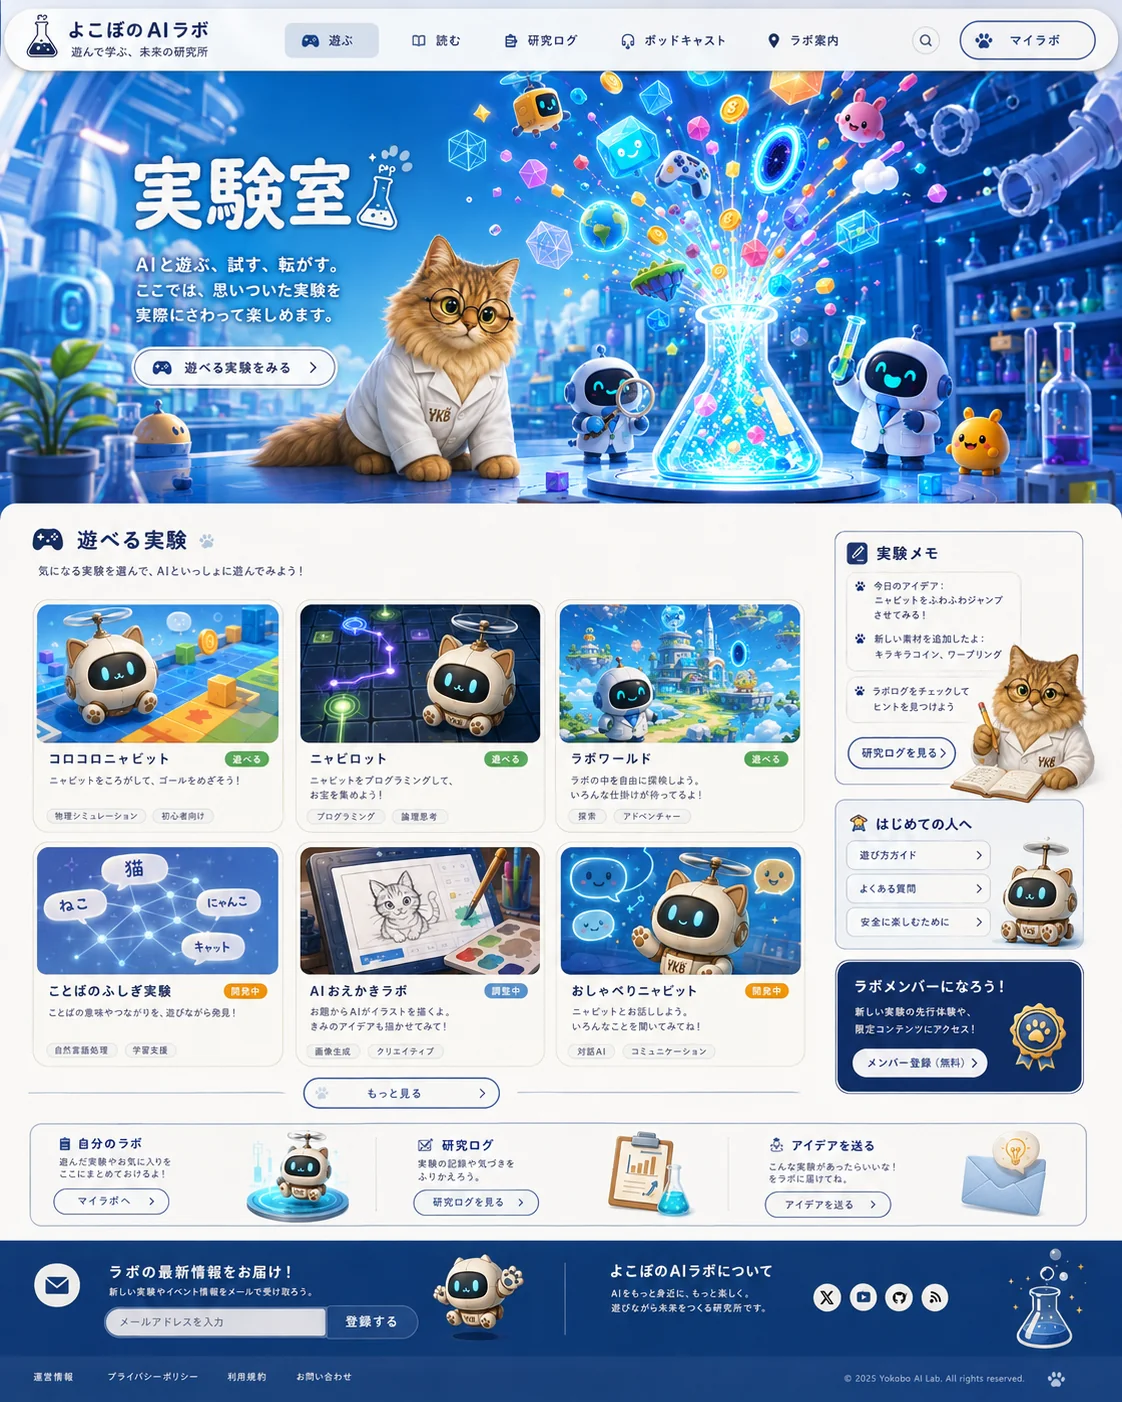 よこぼのAIラボ
遊んで学ぶ、未来の研究所
遊ぶ
読む
研究ログ
ポッドキャスト
ラボ案内
マイラボ
実験室
AIと遊ぶ、試す、転がす。
ここでは、思いついた実験を
実際にさわって楽しめます。
遊べる実験をみる
YKB
遊べる実験
気になる実験を選んで、AIといっしょに遊んでみよう！
コロコロニャビット
遊べる
ニャビットをころがして、ゴールをめざそう！
物理シミュレーション
初心者向け
YKB
ニャビロット
遊べる
ニャビットをプログラミングして、
お宝を集めよう！
プログラミング
論理思考
ラボワールド
遊べる
ラボの中を自由に探検しよう。
いろんな仕掛けが待ってるよ！
探索
アドベンチャー
猫
ねこ
にゃんこ
キャット
ことばのふしぎ実験
開発中
ことばの意味やつながりを、遊びながら発見！
自然言語処理
学習支援
AIおえかきラボ
調整中
お題からAIがイラストを描くよ。
きみのアイデアも描かせてみて！
画像生成
クリエイティブ
YKB
おしゃべりニャビット
開発中
ニャビットとお話ししよう。
いろんなことを聞いてみてね！
対話AI
コミュニケーション
もっと見る
実験メモ
今日のアイデア：
ニャビットをふわふわジャンプ
させてみる！
新しい素材を追加したよ：
キラキラコイン、ワープリング
ラボログをチェックして
ヒントを見つけよう
研究ログを見る
YKB
はじめての人へ
遊び方ガイド
よくある質問
安全に楽しむために
YKB
ラボメンバーになろう！
新しい実験の先行体験や、
限定コンテンツにアクセス！
メンバー登録（無料）
自分のラボ
遊んだ実験やお気に入りを
ここにまとめておけるよ！
マイラボへ
研究ログ
実験の記録や気づきを
ふりかえろう。
研究ログを見る
アイデアを送る
こんな実験があったらいいな！
をラボに届けてね。
アイデアを送る
ラボの最新情報をお届け！
新しい実験やイベント情報をメールで受け取ろう。
メールアドレスを入力
登録する
YKB
よこぼのAIラボについて
AIをもっと身近に、もっと楽しく。
遊びながら未来をつくる研究所です。
運営情報
プライバシーポリシー
利用規約
お問い合わせ
© 2025 Yokobo AI Lab. All rights reserved.